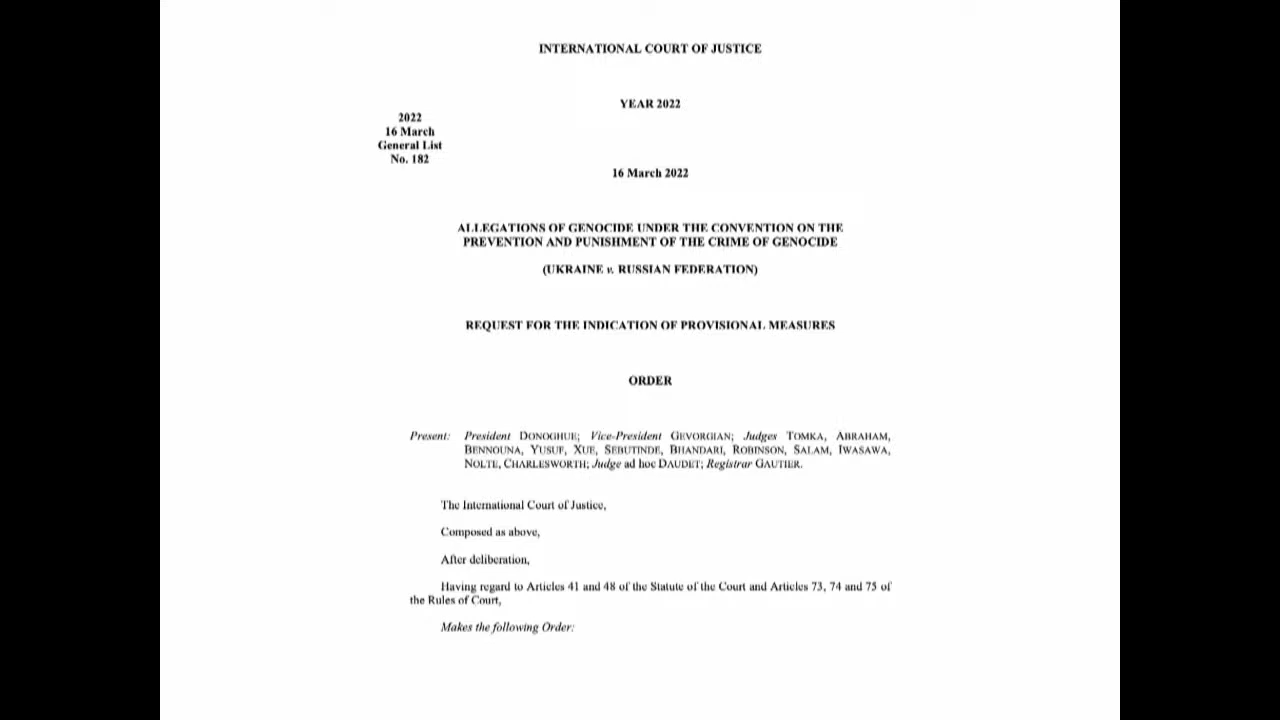 INTERNATIONAL COURT OF JUSTICE
YEAR 2022
2022
16 March
General List
No. 182
16 March 2022
ALLEGATIONS OF GENOCIDE UNDER THE CONVENTION ON THE
PREVENTION AND PUNISHMENT OF THE CRIME OF GENOCIDE
(UKRAINE v. RUSSIAN FEDERATION)
REQUEST FOR THE INDICATION OF PROVISIONAL MEASURES
ORDER
Present: President DONOGHUE; Vice-President GEVORGIAN; Judges TOMKA, ABRAHAM,
BENNOUNA, YUSUF, XUE, SEBUTINDE, BHANDARI, ROBINSON, SALAM, IWASAWA,
NOLTE, CHARLESWORTH; Judge ad hoc DAUDET; Registrar GAUTIER.
The International Court of Justice,
Composed as above,
After deliberation,
Having regard to Articles 41 and 48 of the Statute of the Court and Articles 73, 74 and 75 of
the Rules of Court,
Makes the following Order: